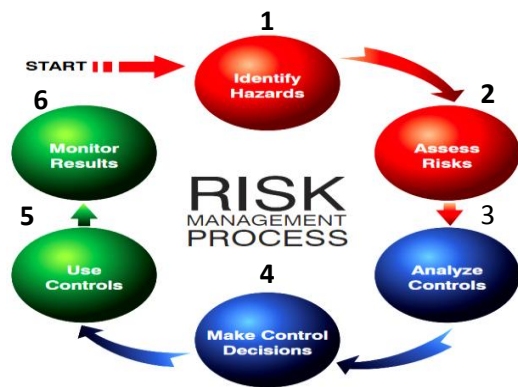 1
START
Identify
Hazards
2
Assess
Risks
3
Analyze
Controls
4
Make Control
Decisions
5
Use
Controls
6
Monitor
Results
RISK
MANAGEMENT
PROCESS